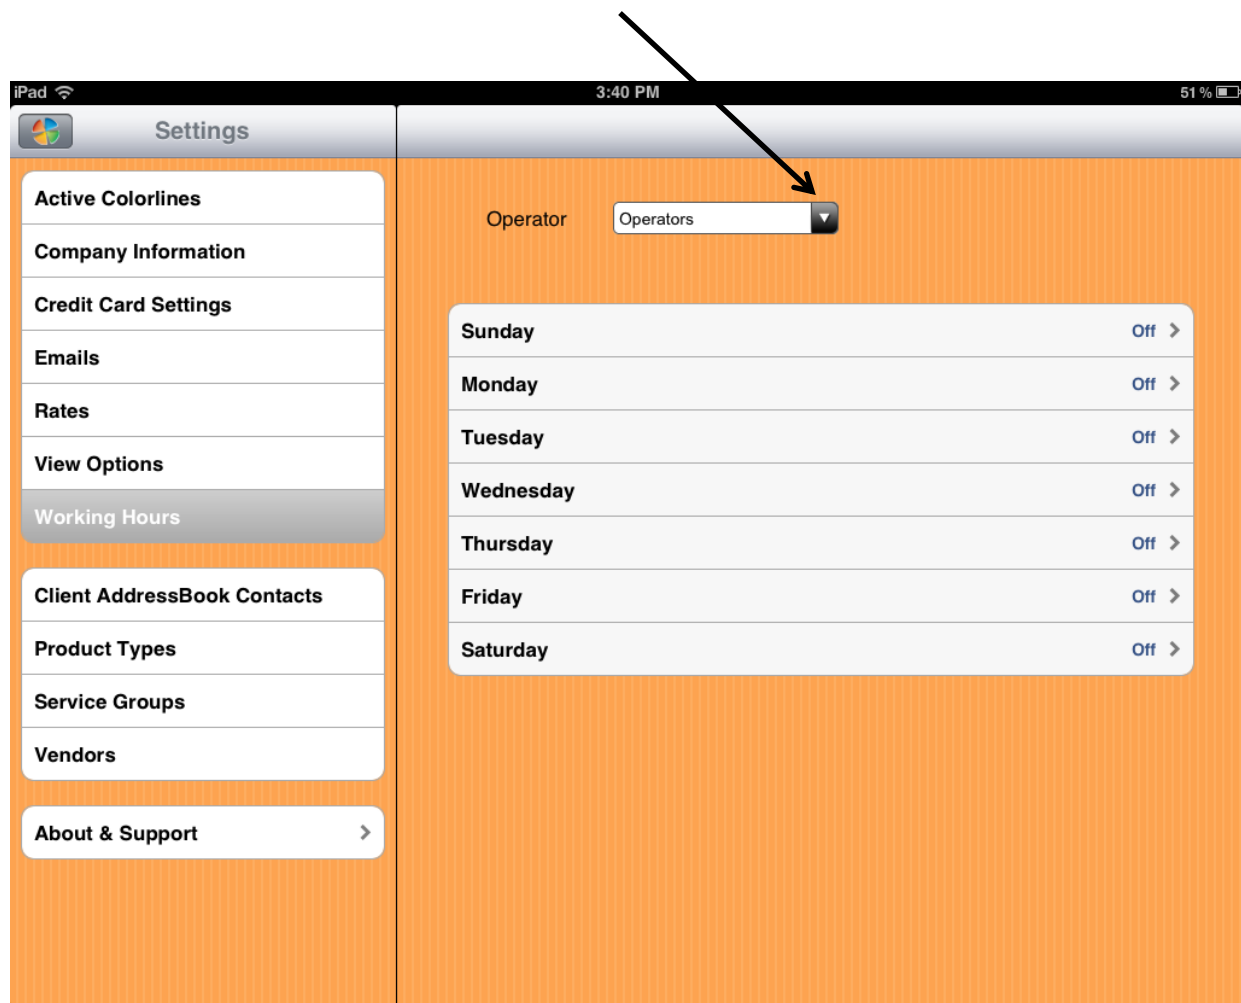 iPad 3:40 PM 51%
Settings
Active Colorlines
Company Information
Credit Card Settings
Emails
Rates
View Options
Working Hours
Client AddressBook Contacts
Product Types
Service Groups
Vendors
About & Support
Operator Operators
Sunday Off
Monday Off
Tuesday Off
Wednesday Off
Thursday Off
Friday Off
Saturday Off